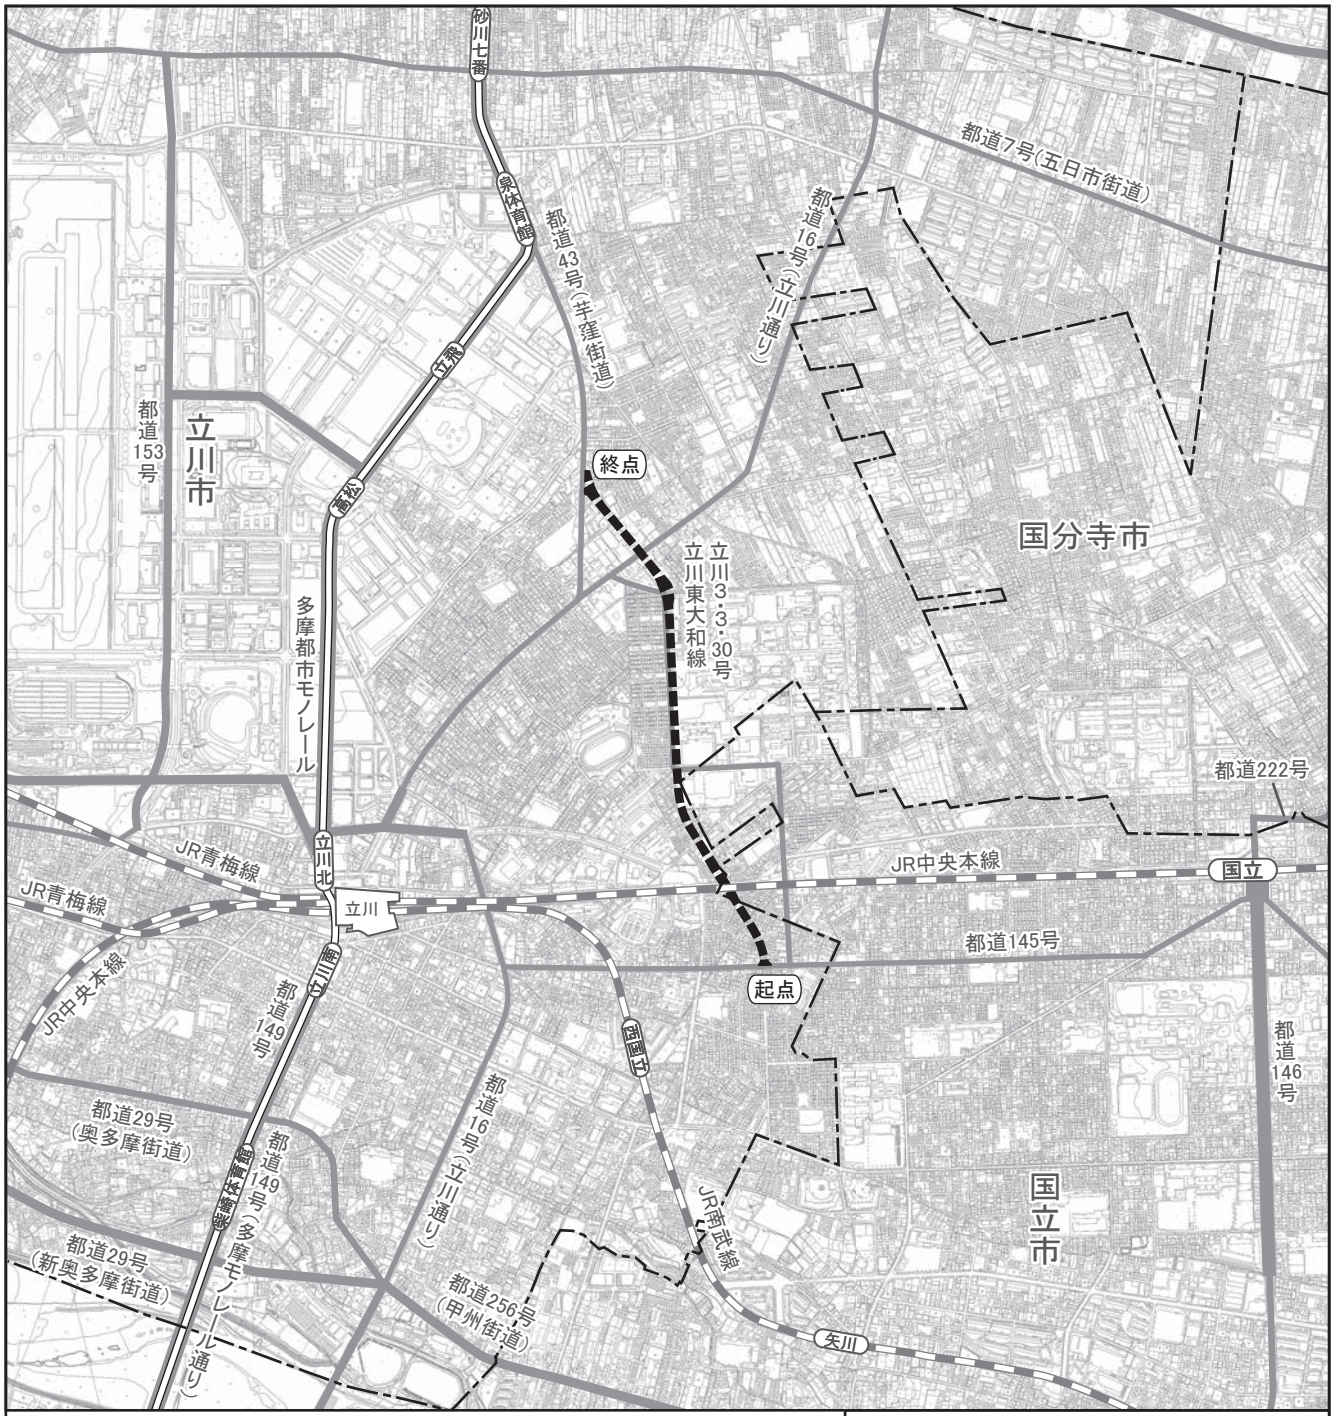 砂川七番
都道7号(五日市街道)
泉体育館
都道43号(芋窪街道)
都道16号(立川通り)
立飛
都道153号
立川市
高松
終点
国分寺市
立川3・3・30号
立川東大和線
多摩都市モノレール
都道222号
JR青梅線
立川北
JR中央本線
国立
JR青梅線
立川
都道145号
立川南
JR中央本線
都道149号
起点
西国立
都道146号
都道29号
(奥多摩街道)
都道16号(立川通り)
柴崎体育館
都道149号(多摩モノレール通り)
国立市
JR南武線
都道29号
(新奥多摩街道)
都道256号
(甲州街道)
矢川